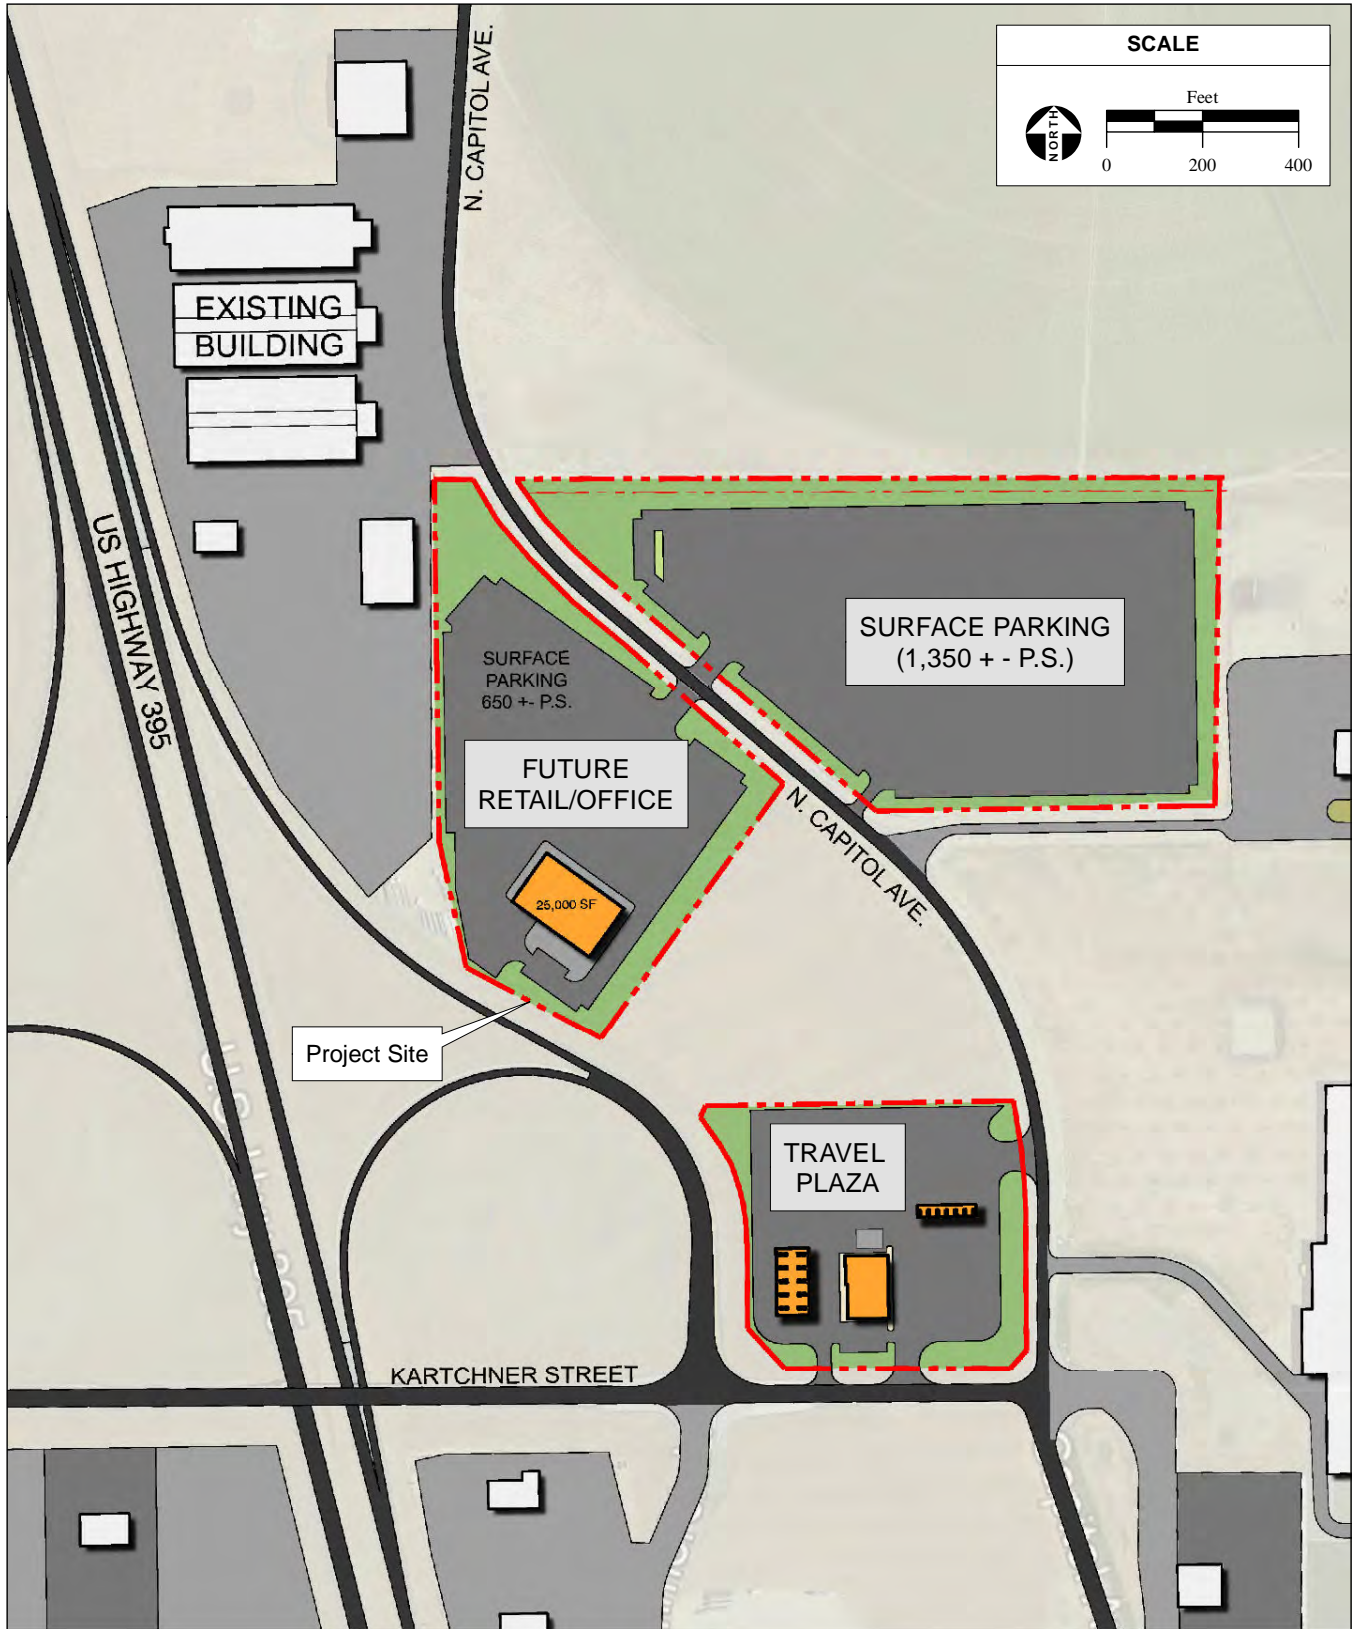 SCALE
Feet
NORTH
0 200 400
N. CAPITOL AVE.
EXISTING
BUILDING
US HIGHWAY 395
SURFACE PARKING
(1,350 + - P.S.)
SURFACE
PARKING
650 +- P.S.
FUTURE
RETAIL/OFFICE
N. CAPITOL AVE.
25,000 SF
Project Site
TRAVEL
PLAZA
KARTCHNER STREET